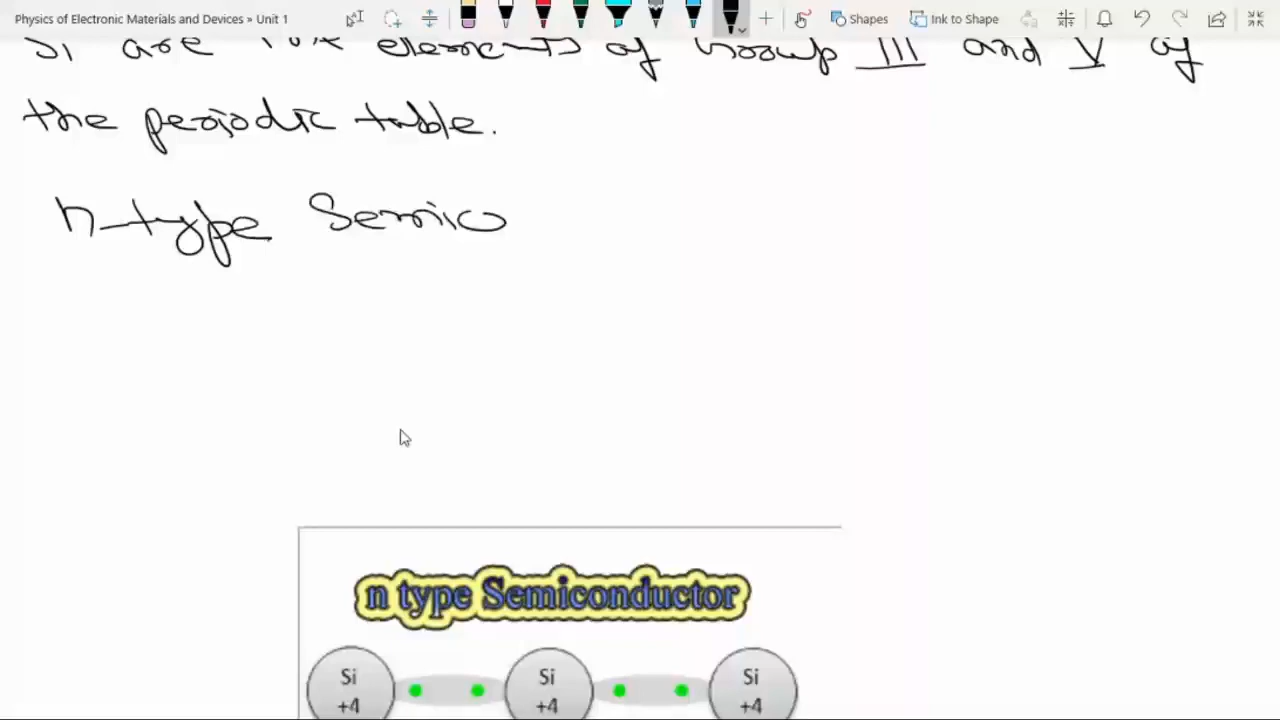 Physics of Electronic Materials and Devices » Unit 1
Shapes
Ink to Shape
Si are the elements of Group III and V of
the periodic table.
n-type Semico
n type Semiconductor
Si Si Si
+4 +4 +4